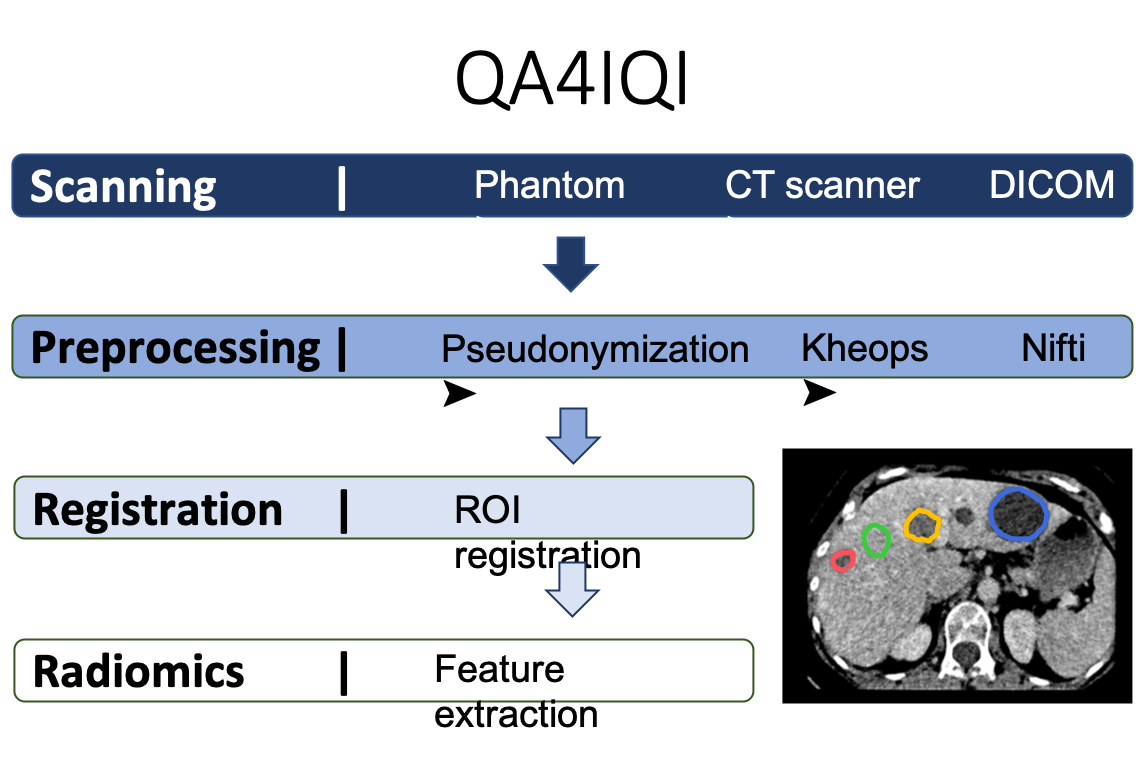 QA4IQI
Scanning | Phantom CT scanner DICOM
Preprocessing | Pseudonymization Kheops Nifti
Registration | ROI
registration
Radiomics | Feature
extraction